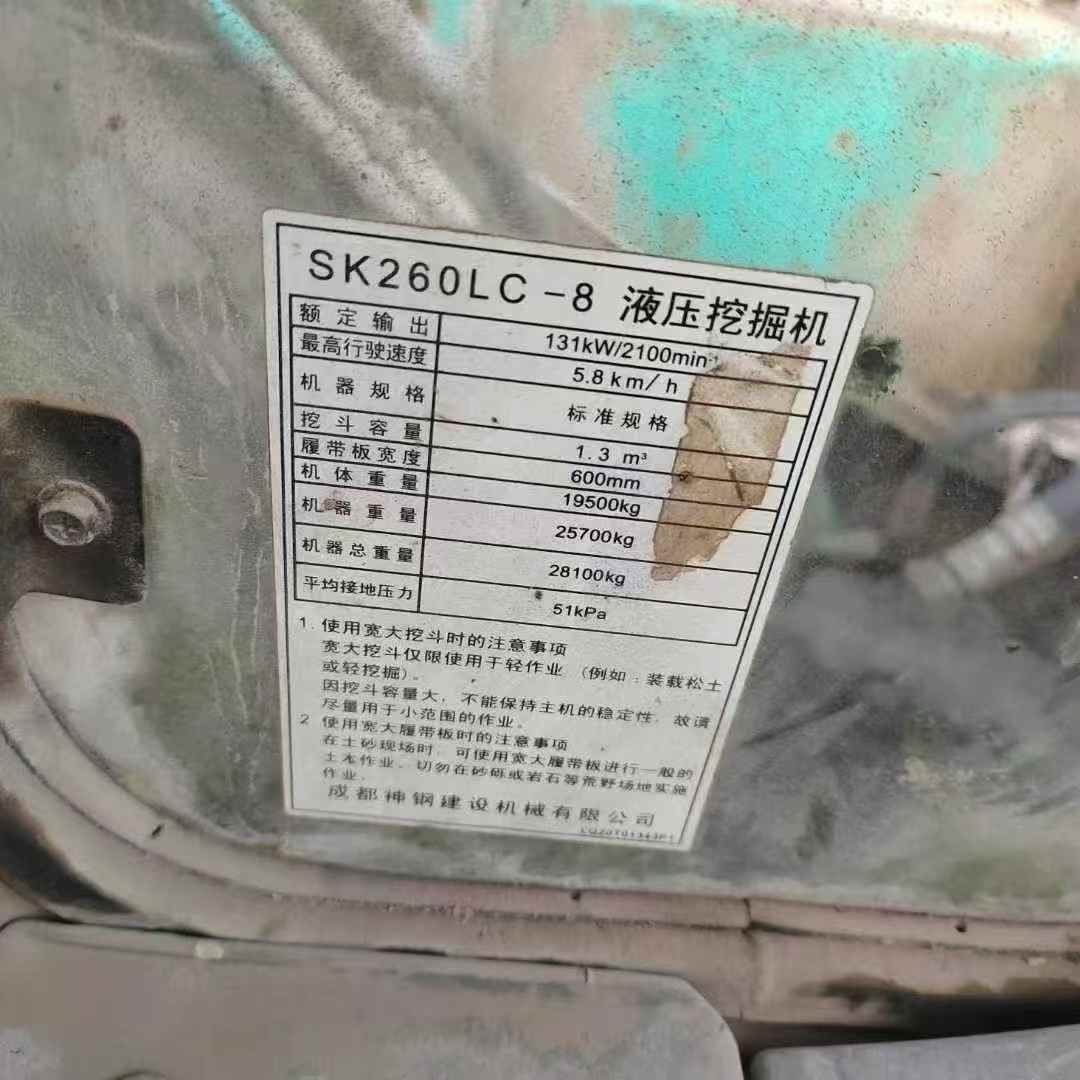 SK260LC-8 液压挖掘机
额定输出 131kW/2100min-1
最高行驶速度 5.8km/h
机器规格 标准规格
挖斗容量 1.3 m³
履带板宽度 600mm
机体重量 19500kg
机器重量 25700kg
机器总重量 28100kg
平均接地压力 51kPa
1. 使用宽大挖斗时的注意事项
宽大挖斗仅限使用于轻作业（例如：装载松土
或轻挖掘）。
因挖斗容量大，不能保持主机的稳定性，故请
尽量用于小范围的作业。
2 使用宽大履带板时的注意事项
在土砂现场时，可使用宽大履带板进行一般的
土木作业，切勿在砂砾或岩石等荒野场地实施
作业。
成都神钢建设机械有限公司